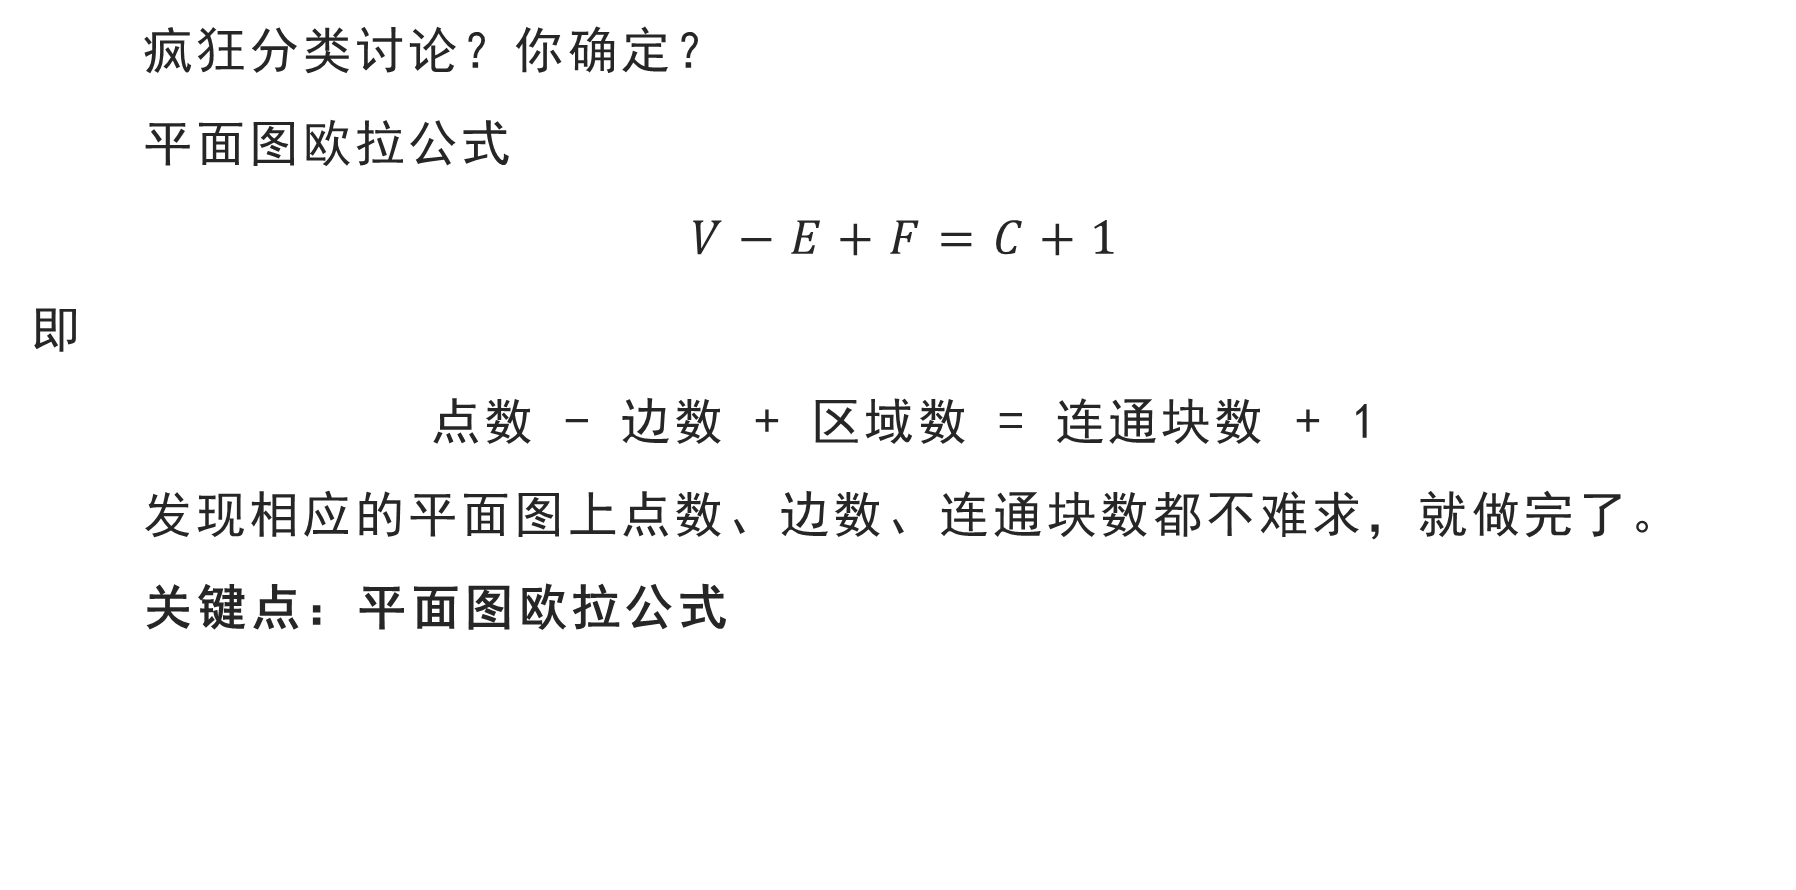 疯狂分类讨论？你确定？
平面图欧拉公式
V − E + F = C + 1
即
点数 - 边数 + 区域数 = 连通块数 + 1
发现相应的平面图上点数、边数、连通块数都不难求，就做完了。
关键点：平面图欧拉公式